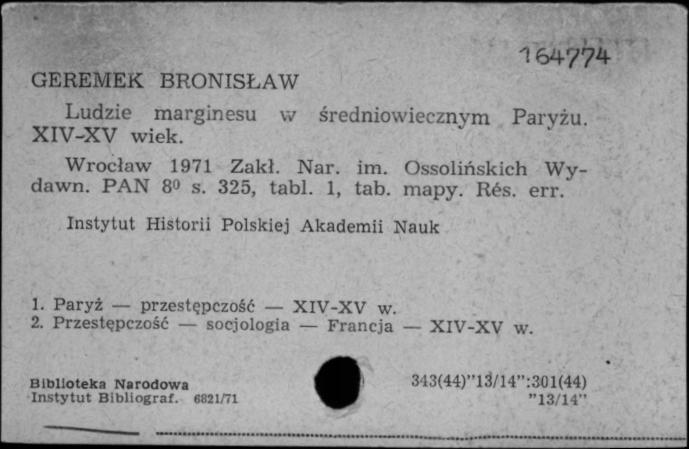 164774
GEREMEK BRONISŁAW
Ludzie marginesu w średniowiecznym Paryżu.
XIV-XV wiek.
Wrocław 1971 Zakł. Nar. im. Ossolińskich Wy-
dawn. PAN 8⁰ s. 325, tabl. 1, tab. mapy. Rés. err.
Instytut Historii Polskiej Akademii Nauk
1. Paryż — przestępczość — XIV-XV w.
2. Przestępczość — socjologia — Francja — XIV-XV w.
Biblioteka Narodowa
Instytut Bibliograf. 6821/71
343(44)"13/14":301(44)
"13/14"